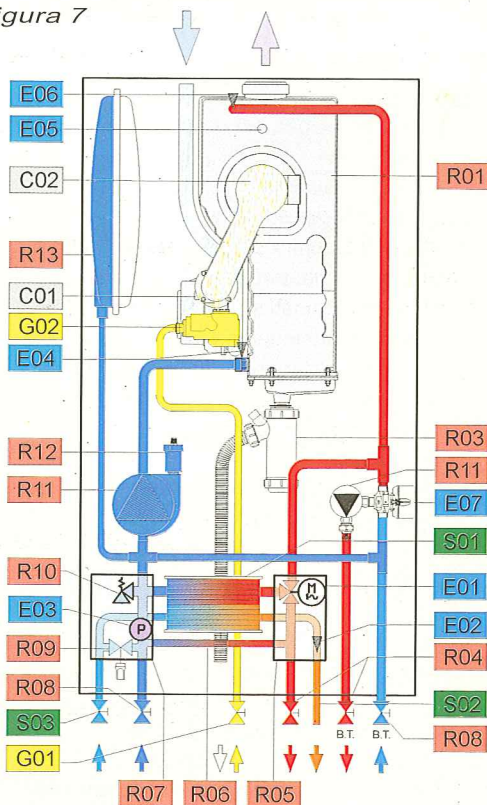 igura 7
E06
E05
C02
R01
R13
C01
G02
E04
R03
R12
R11
R11
E07
S01
R10
M
E01
E03
P
E02
R09
R04
R08
S02
S03
B.T.
B.T.
R08
G01
R07
R06
R05